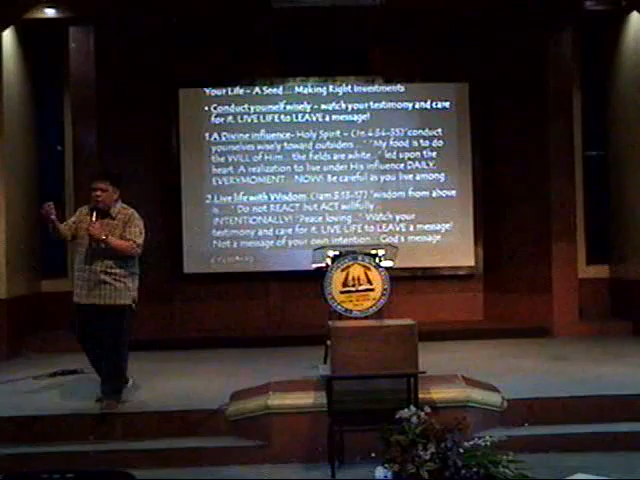 Your Life - A Seed ... Making Right Investments
• Conduct yourself wisely - watch your testimony and care
for it. LIVE LIFE to LEAVE a message!
1 A Divine influence- Holy Spirit - (Jn. 4:34-35) conduct
yourselves wisely toward outsiders ... "My food is to do
the WILL of Him ... the fields are white..." led upon the
heart. A realization to live under His influence DAILY,
EVERYMOMENT... NOW! Be careful as you live among
2 Live life with Wisdom: (Jam. 3:13-17) "wisdom from above
is ... " Do not REACT but ACT willfully ...
INTENTIONALLY! "Peace loving..." Watch your
testimony and care for it. LIVE LIFE to LEAVE a message!
Not a message of your own intention... God's message